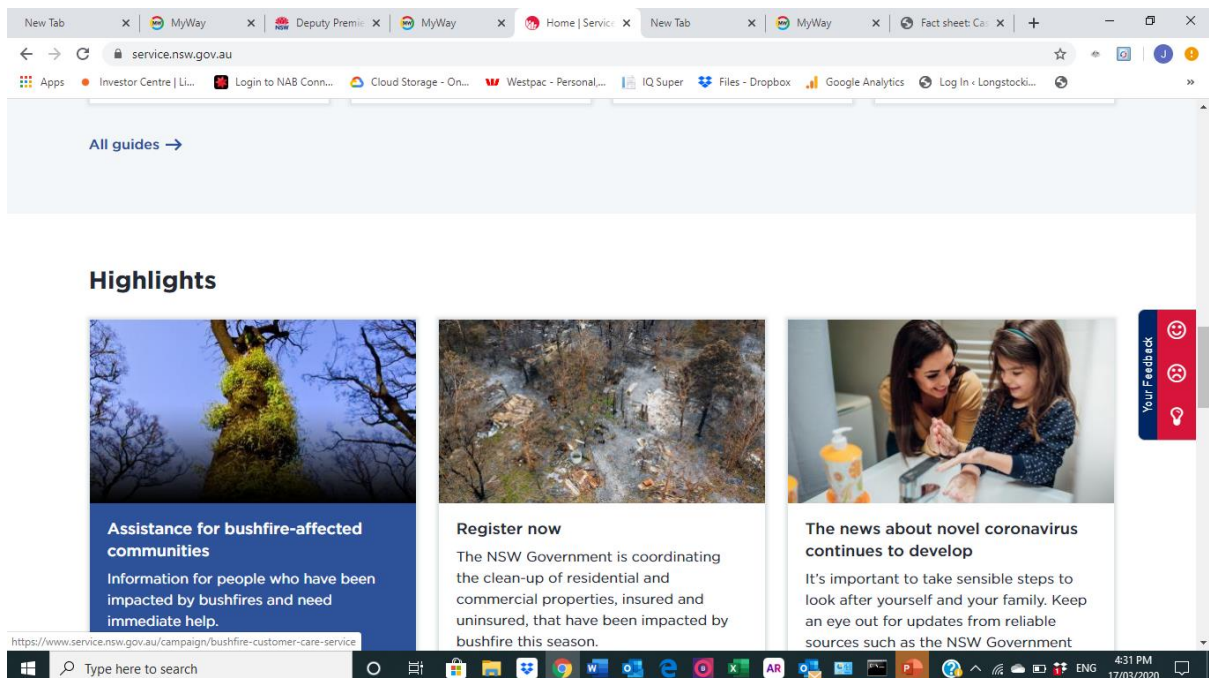 New Tab
MyWay
Deputy Premie
MyWay
Home | Service
New Tab
MyWay
Fact sheet: Cas
service.nsw.gov.au
Apps
Investor Centre | Li...
Login to NAB Conn...
Cloud Storage - On...
Westpac - Personal,...
IQ Super
Files - Dropbox
Google Analytics
Log In ‹ Longstocki...
»
All guides →
Highlights
Your Feedback
Assistance for bushfire-affected
communities
Information for people who have been
impacted by bushfires and need
immediate help.
Register now
The NSW Government is coordinating
the clean-up of residential and
commercial properties, insured and
uninsured, that have been impacted by
bushfire this season.
The news about novel coronavirus
continues to develop
It's important to take sensible steps to
look after yourself and your family. Keep
an eye out for updates from reliable
sources such as the NSW Government
https://www.service.nsw.gov.au/campaign/bushfire-customer-care-service
Type here to search
ENG
4:31 PM
17/03/2020